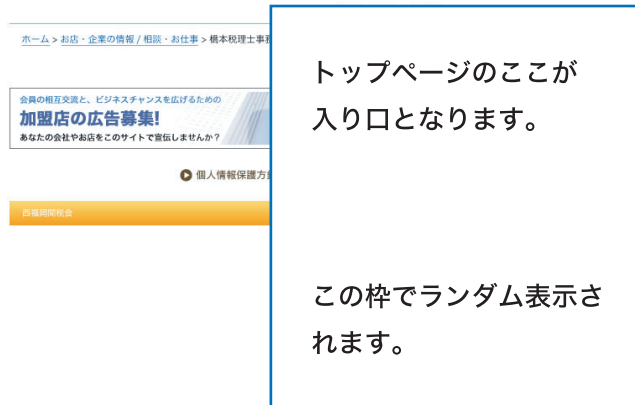 ホーム > お店・企業の情報 / 相談・お仕事 > 橋本税理士事務
会員の相互交流と、ビジネスチャンスを広げるための
加盟店の広告募集!
あなたの会社やお店をこのサイトで宣伝しませんか?
個人情報保護方針
西福岡間税会
トップページのここが
入り口となります。
この枠でランダム表示さ
れます。